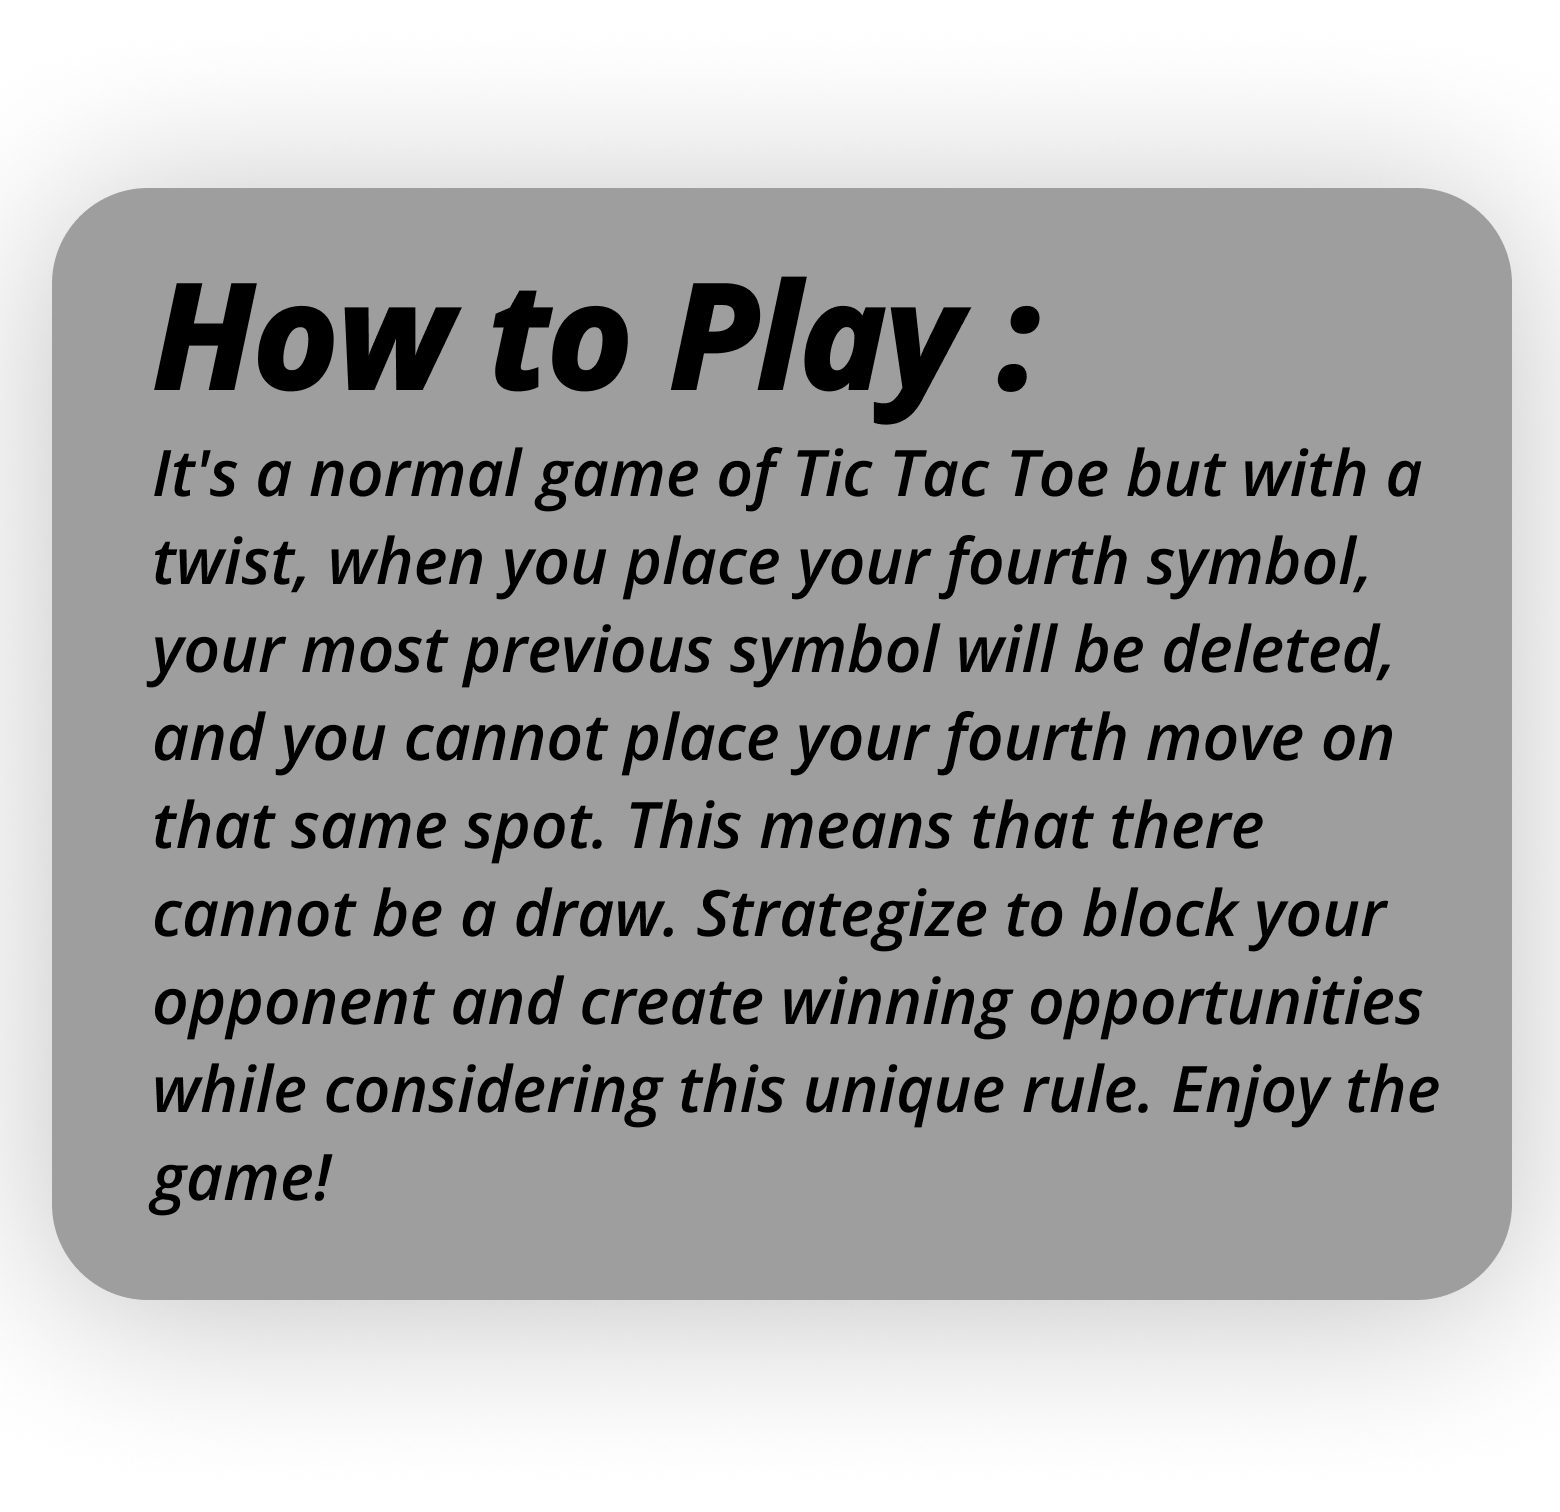 How to Play :
It's a normal game of Tic Tac Toe but with a
twist, when you place your fourth symbol,
your most previous symbol will be deleted,
and you cannot place your fourth move on
that same spot. This means that there
cannot be a draw. Strategize to block your
opponent and create winning opportunities
while considering this unique rule. Enjoy the
game!